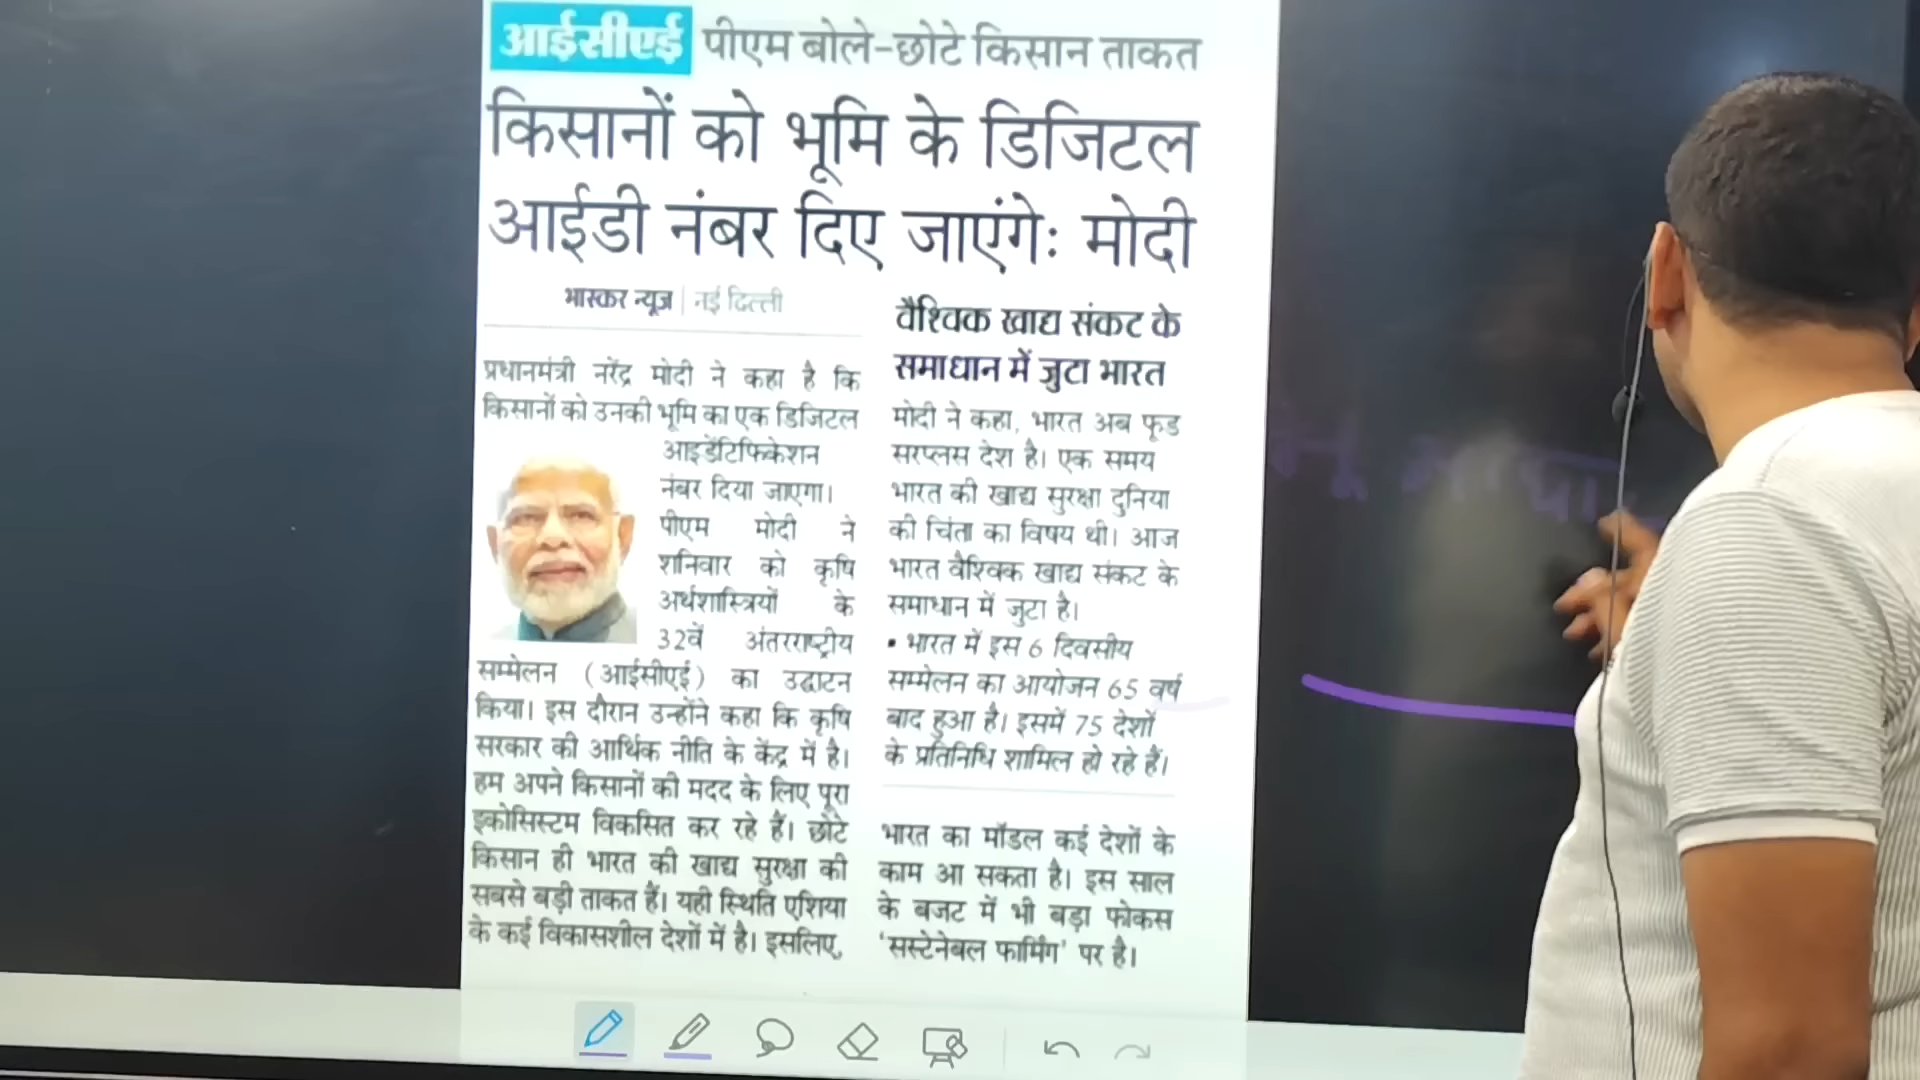 आईसीएई पीएम बोले-छोटे किसान ताकत
किसानों को भूमि के डिजिटल
आईडी नंबर दिए जाएंगे: मोदी
भास्कर न्यूज | नई दिल्ली
प्रधानमंत्री नरेंद्र मोदी ने कहा है कि
किसानों को उनकी भूमि का एक डिजिटल
आइडेंटिफिकेशन
नंबर दिया जाएगा।
पीएम मोदी ने
शनिवार को कृषि
अर्थशास्त्रियों के
32वें अंतरराष्ट्रीय
सम्मेलन (आईसीएई) का उद्घाटन
किया। इस दौरान उन्होंने कहा कि कृषि
सरकार की आर्थिक नीति के केंद्र में है।
हम अपने किसानों की मदद के लिए पूरा
इकोसिस्टम विकसित कर रहे हैं। छोटे
किसान ही भारत की खाद्य सुरक्षा की
सबसे बड़ी ताकत हैं। यही स्थिति एशिया
के कई विकासशील देशों में है। इसलिए,
वैश्विक खाद्य संकट के
समाधान में जुटा भारत
मोदी ने कहा, भारत अब फूड
सरप्लस देश है। एक समय
भारत की खाद्य सुरक्षा दुनिया
की चिंता का विषय थी। आज
भारत वैश्विक खाद्य संकट के
समाधान में जुटा है।
• भारत में इस 6 दिवसीय
सम्मेलन का आयोजन 65 वर्ष
बाद हुआ है। इसमें 75 देशों
के प्रतिनिधि शामिल हो रहे हैं।
भारत का मॉडल कई देशों के
काम आ सकता है। इस साल
के बजट में भी बड़ा फोकस
'सस्टेनेबल फार्मिंग' पर है।